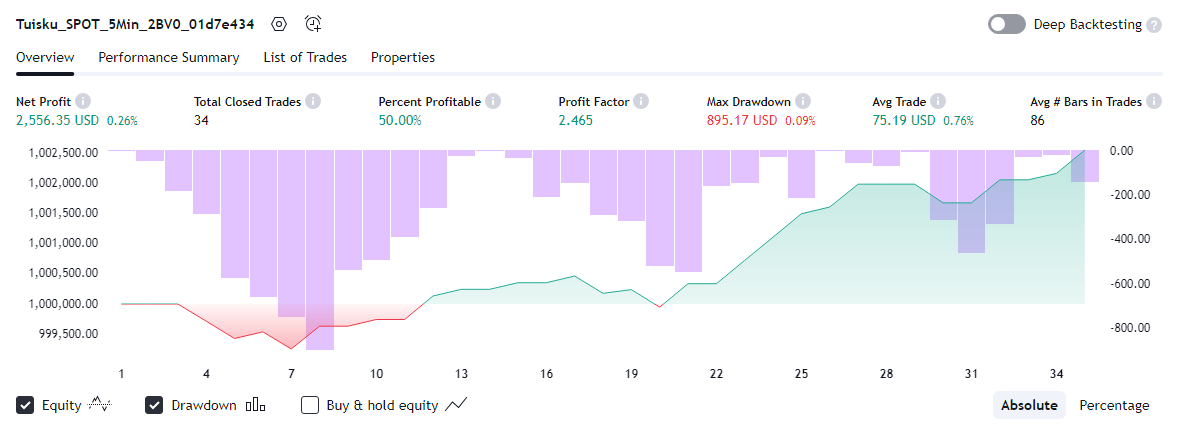 Tuisku_SPOT_5Min_2BV0_01d7e434 Deep Backtesting ?
Overview Performance Summary List of Trades Properties
Net Profit Total Closed Trades Percent Profitable Profit Factor Max Drawdown Avg Trade Avg # Bars in Trades
2,556.35 USD 0.26% 34 50.00% 2.465 895.17 USD 0.09% 75.19 USD 0.76% 86
1,002,500.00 0.00
1,002,000.00 -200.00
1,001,500.00
1,001,000.00 -400.00
1,000,500.00 -600.00
1,000,000.00
999,500.00 -800.00
1 4 7 10 13 16 19 22 25 28 31 34
Equity Drawdown Buy & hold equity Absolute Percentage